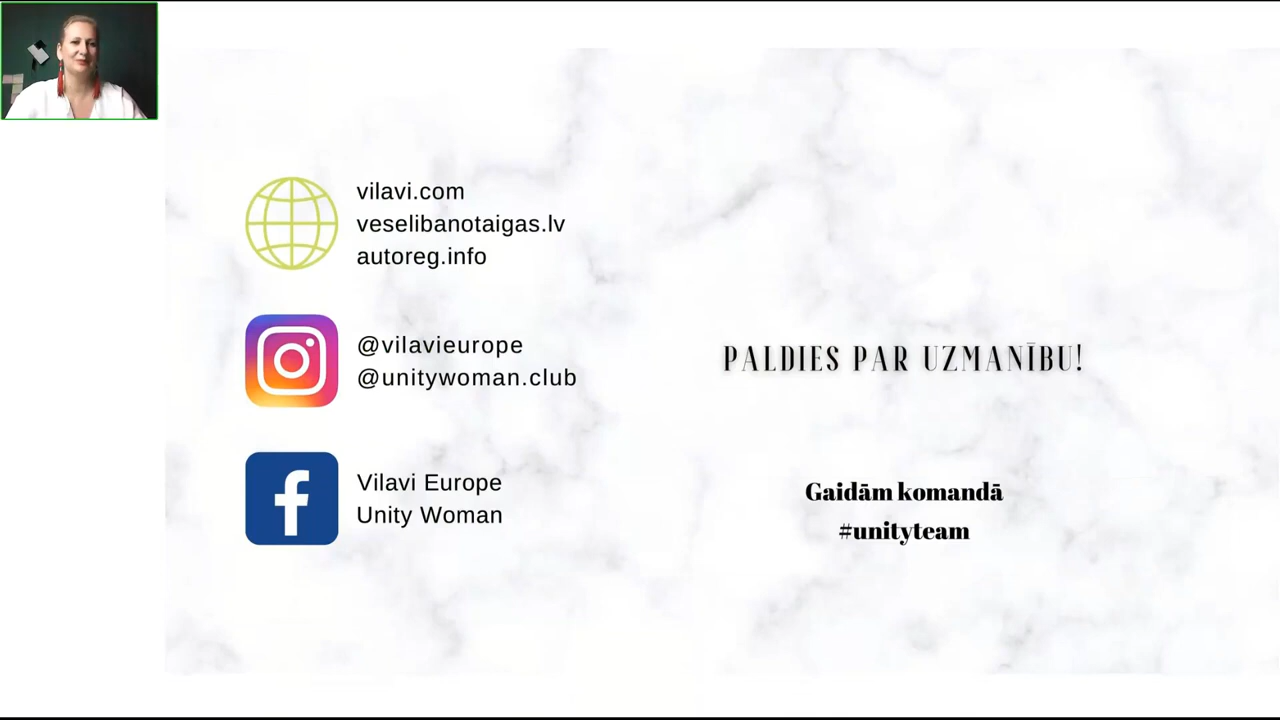 vilavi.com
veselibanotaigas.lv
autoreg.info
@vilavieurope
@unitywoman.club
Vilavi Europe
Unity Woman
PALDIES PAR UZMANĪBU!
Gaidām komandā
#unityteam